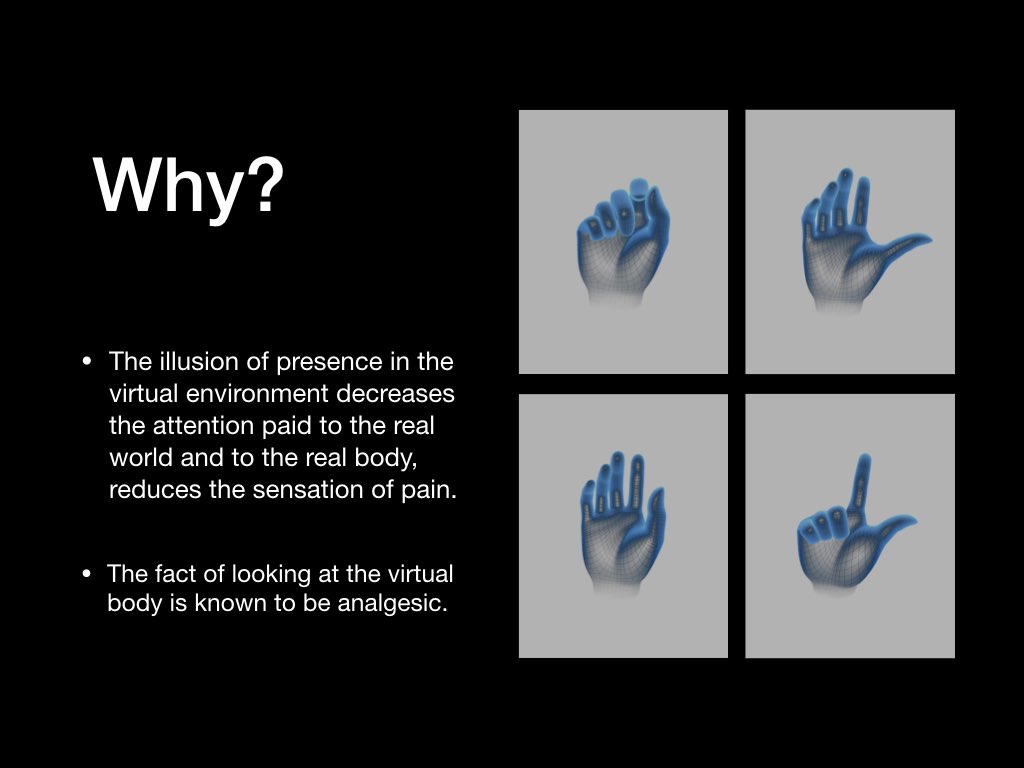 Why?
• The illusion of presence in the
virtual environment decreases
the attention paid to the real
world and to the real body,
reduces the sensation of pain.
• The fact of looking at the virtual
body is known to be analgesic.